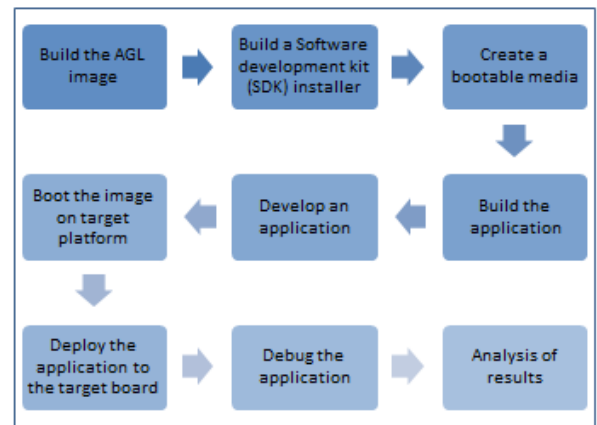 Build the AGL
image
Build a Software
development kit
(SDK) installer
Create a
bootable media
Build the
application
Develop an
application
Boot the image
on target
platform
Deploy the
application to
the target board
Debug the
application
Analysis of
results